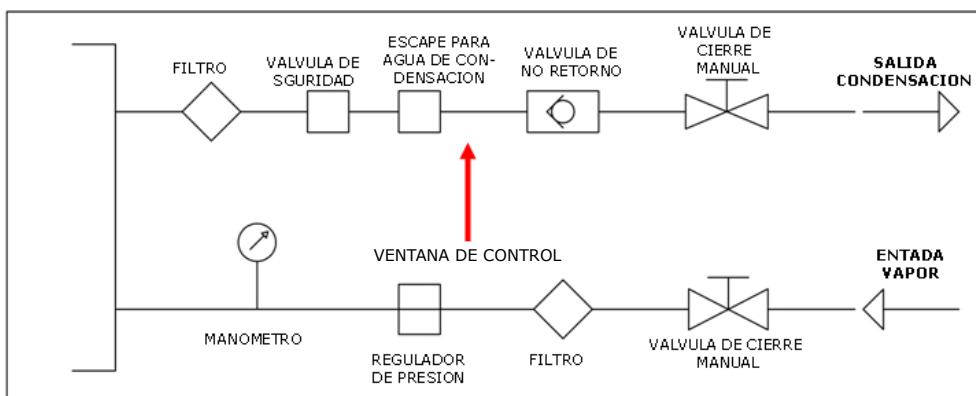 FILTRO
VALVULA DE
SGURIDAD
ESCAPE PARA
AGUA DE CON-
DENSACION
VALVULA DE
NO RETORNO
VALVULA DE
CIERRE
MANUAL
SALIDA
CONDENSACION
VENTANA DE CONTROL
MANOMETRO
REGULADOR
DE PRESION
FILTRO
VALVULA DE CIERRE
MANUAL
ENTADA
VAPOR